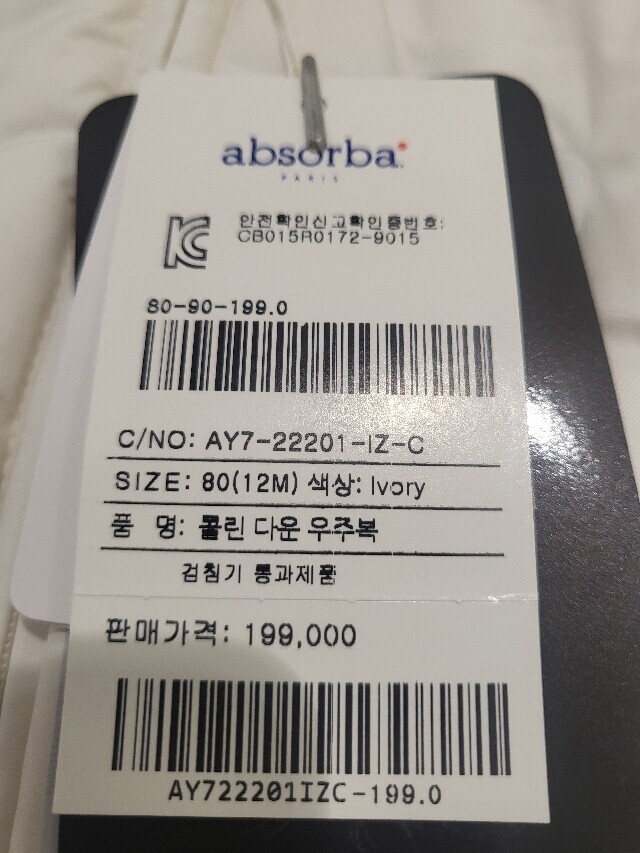 absorba
PARIS
안전확인신고확인증번호:
CB015R0172-9015
80-90-199.0
C/NO: AY7-22201-IZ-C
SIZE: 80(12M) 색상: Ivory
품 명: 콜린 다운 우주복
검침기 통과제품
판매가격: 199,000
AY722201IZC-199.0